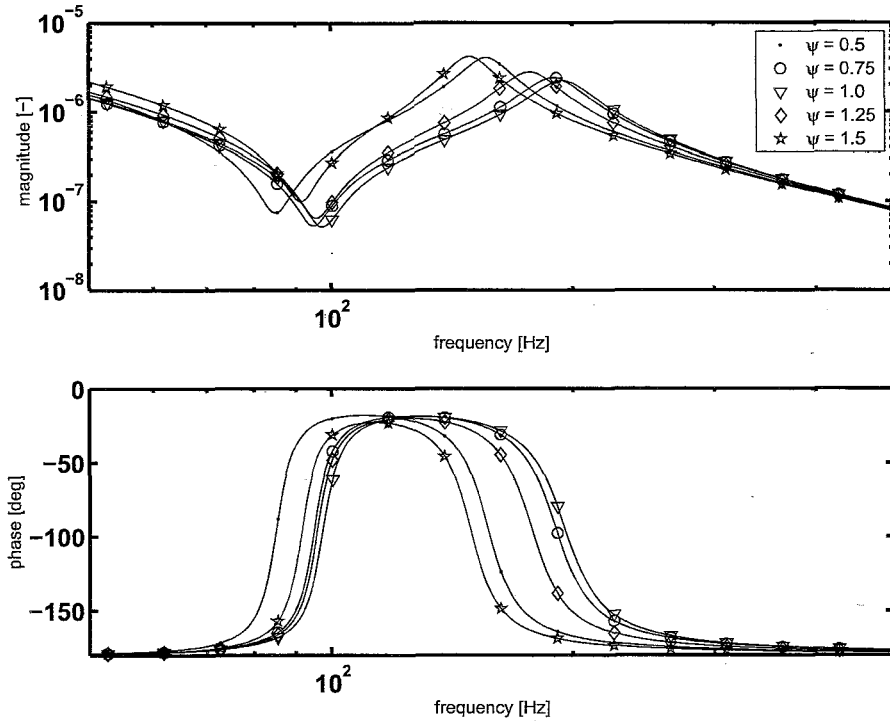 10⁻⁵
10⁻⁶
10⁻⁷
10⁻⁸
magnitude [–]
ψ = 0.5
ψ = 0.75
ψ = 1.0
ψ = 1.25
ψ = 1.5
10²
frequency [Hz]
0
−50
−100
−150
phase [deg]
10²
frequency [Hz]